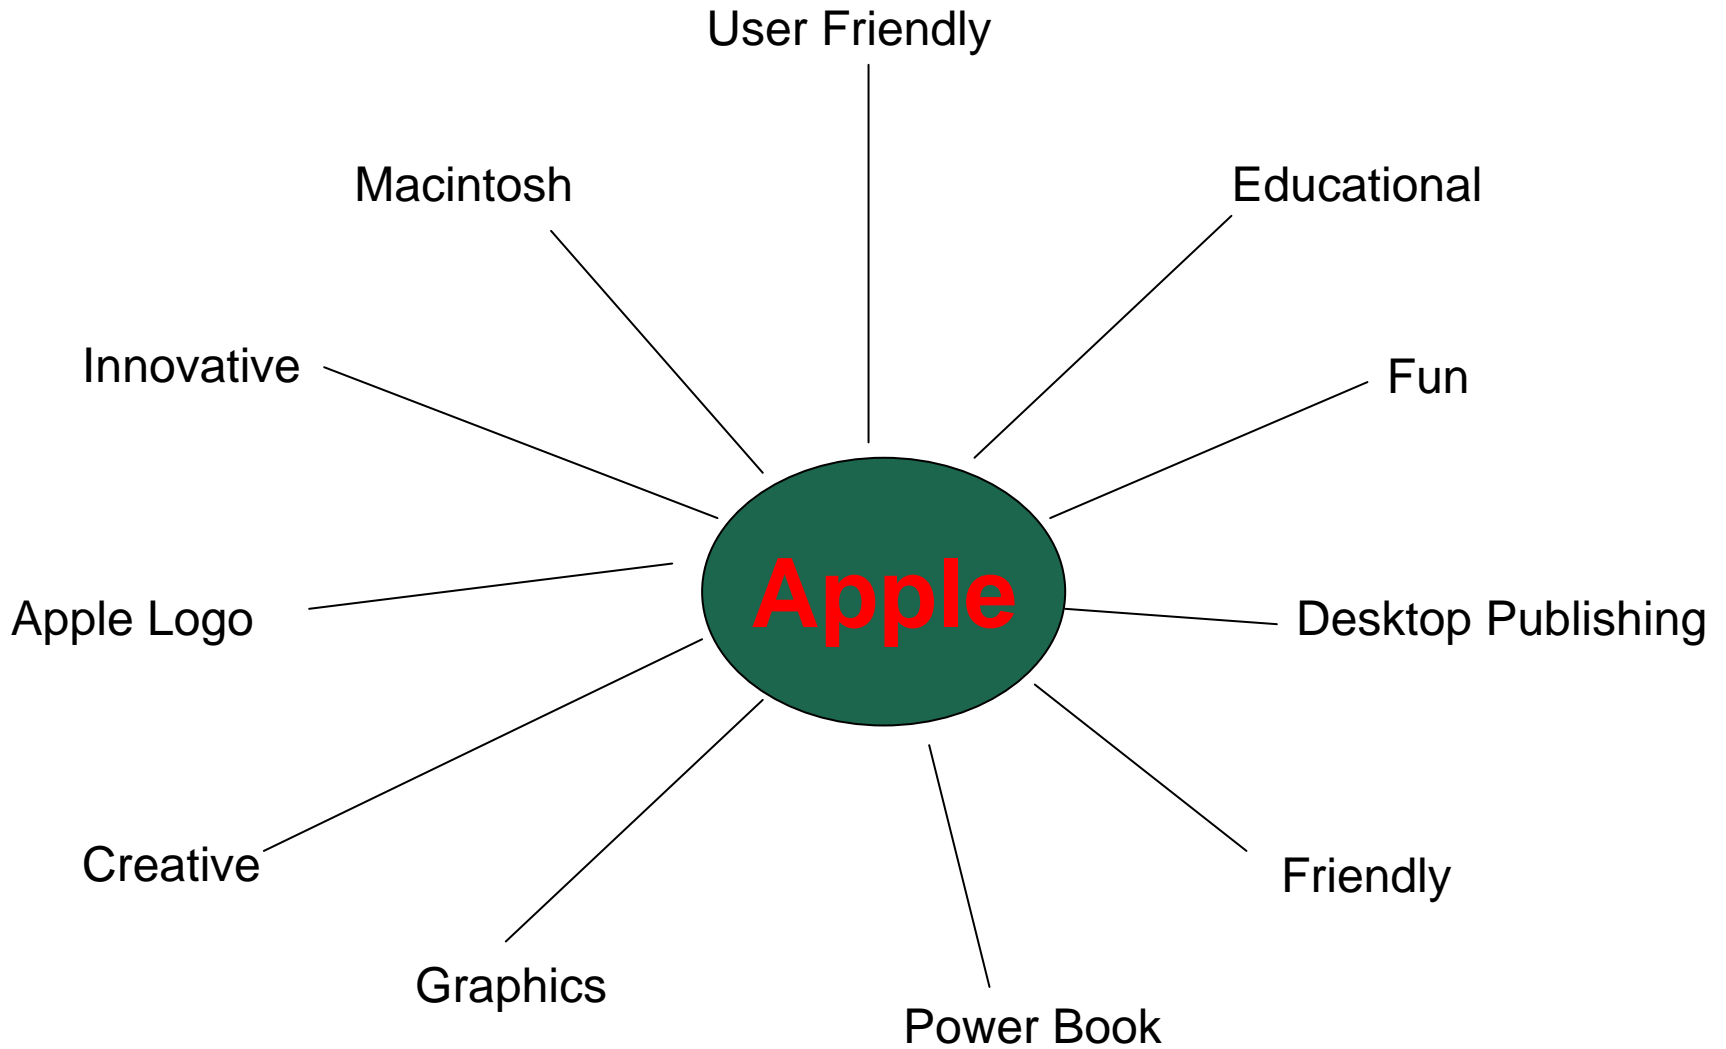 User Friendly
Macintosh
Educational
Innovative
Fun
Apple
Apple Logo
Desktop Publishing
Creative
Friendly
Graphics
Power Book